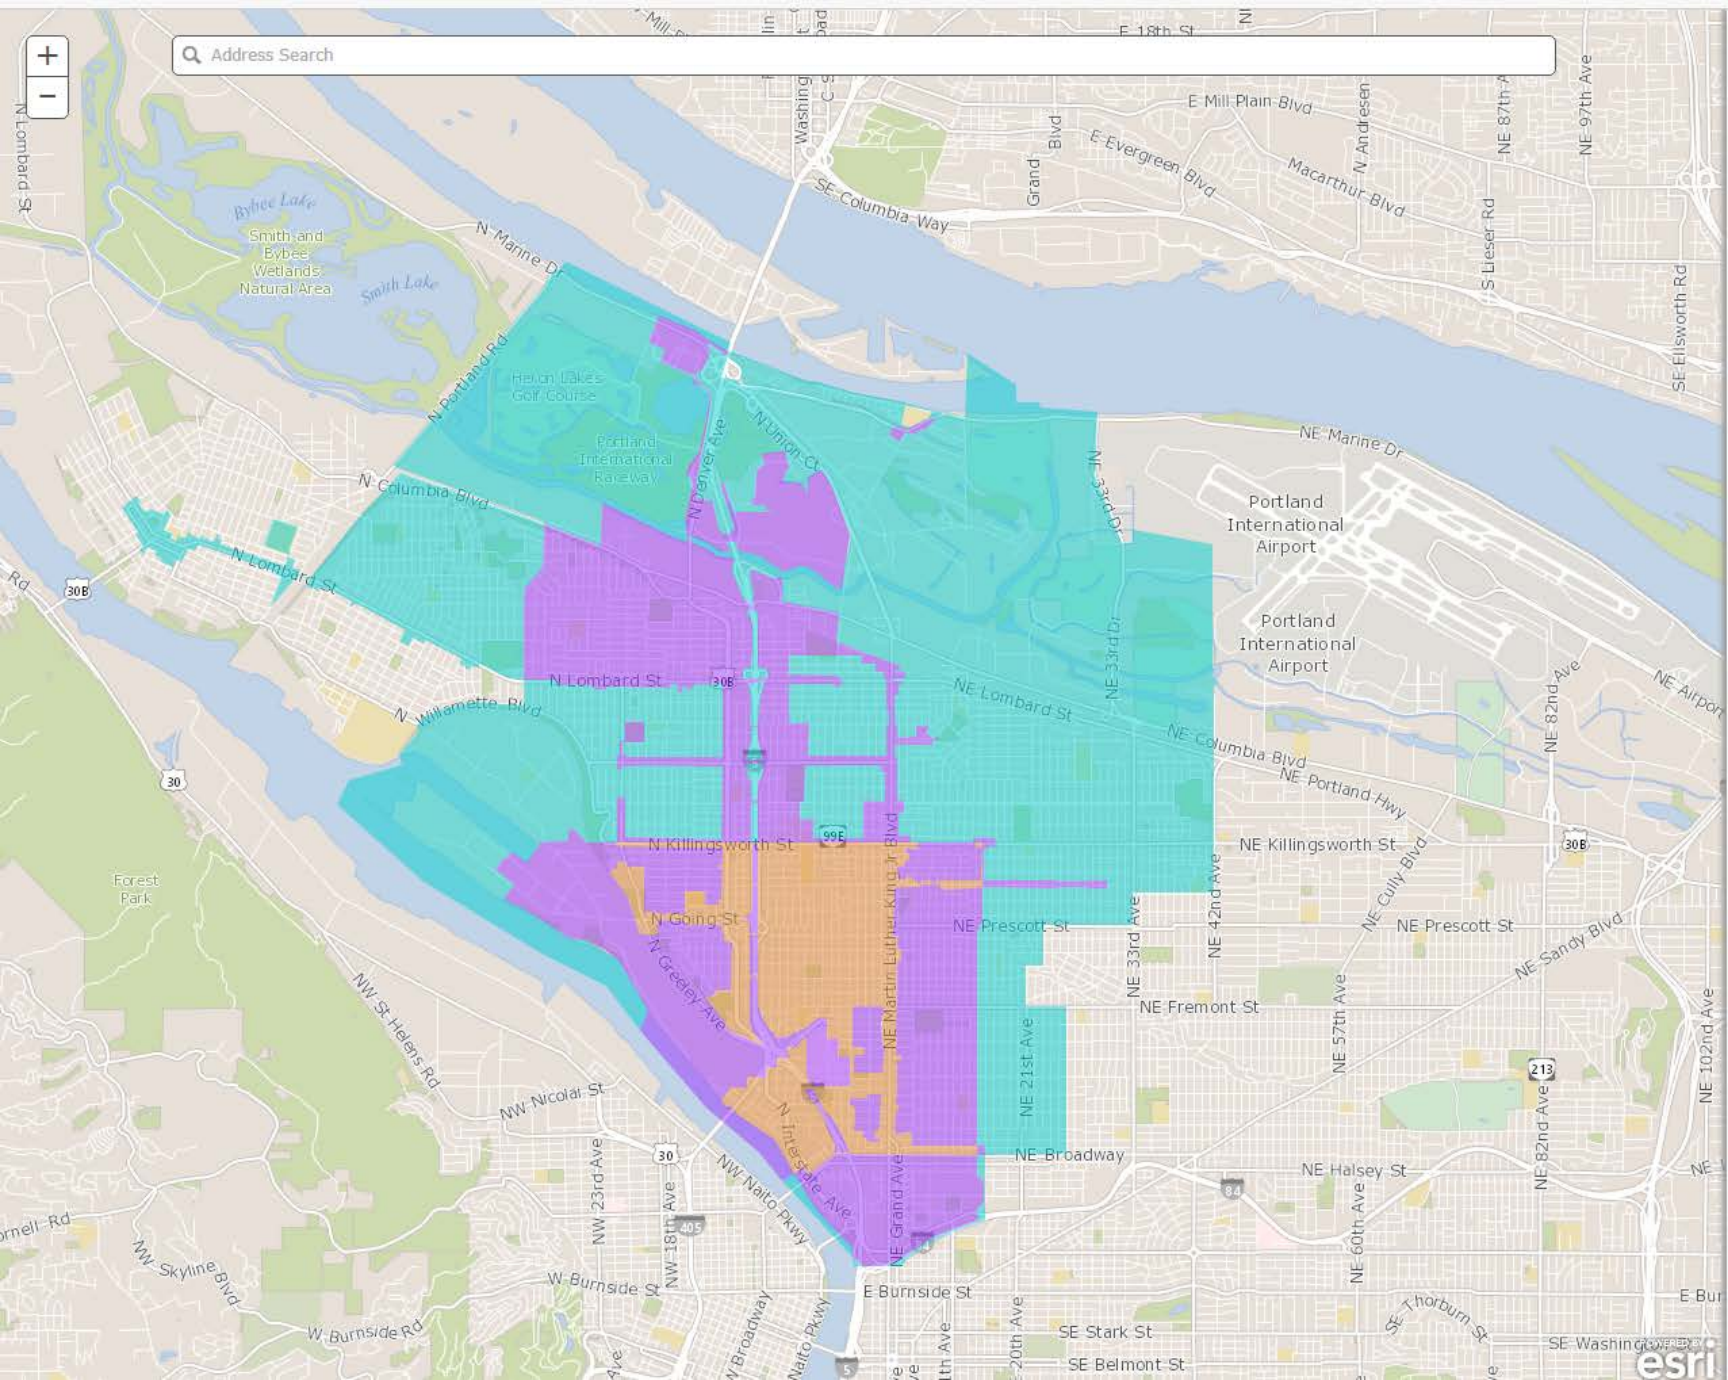 E 18th St
+
Address Search
−
E Mill Plain Blvd
Blvd
N Andresen
NE 97th Ave
E Evergreen Blvd
Macarthur Blvd
Grand
N Lombard St
SE Columbia Way
Bybee Lake
S Lieser Rd
Smith and
Bybee
Wetlands
Natural Area
N Marine Dr
Smith Lake
SE Ellsworth Rd
N Portland Rd
Heron Lakes
Golf Course
N Union Ct
N Denver Ave
NE Marine Dr
Portland
International
Raceway
N Columbia Blvd
NE 33rd Dr
Portland
International
Airport
N Lombard St
30B
Rd
Portland
International
Airport
NE 33rd Dr
N Lombard St
30B
NE Lombard St
NE 82nd Ave
NE Airport
N Willamette Blvd
NE Columbia Blvd
NE Portland Hwy
30
99E
N Killingsworth St
NE Killingsworth St
30B
NE Martin Luther King Jr Blvd
NE Cully Blvd
Forest
Park
NE 42nd Ave
N Going St
NE Prescott St
NE Prescott St
NE 33rd Ave
NE Sandy Blvd
N Greeley Ave
NE Fremont St
NW St Helens Rd
NE 57th Ave
NE 102nd Ave
NE 21st Ave
213
NW Nicolai St
N Interstate Ave
NE 82nd Ave
30
NE Broadway
NE Halsey St
NE
NW 23rd Ave
NW 18th Ave
NW Naito Pkwy
NE Grand Ave
84
405
NE 60th Ave
NW Skyline Blvd
W Burnside St
E Burnside St
W Burnside Rd
W Broadway
Naito Pkwy
SE Thorburn St
SE Stark St
5
SE Belmont St
POWERED BY
esri